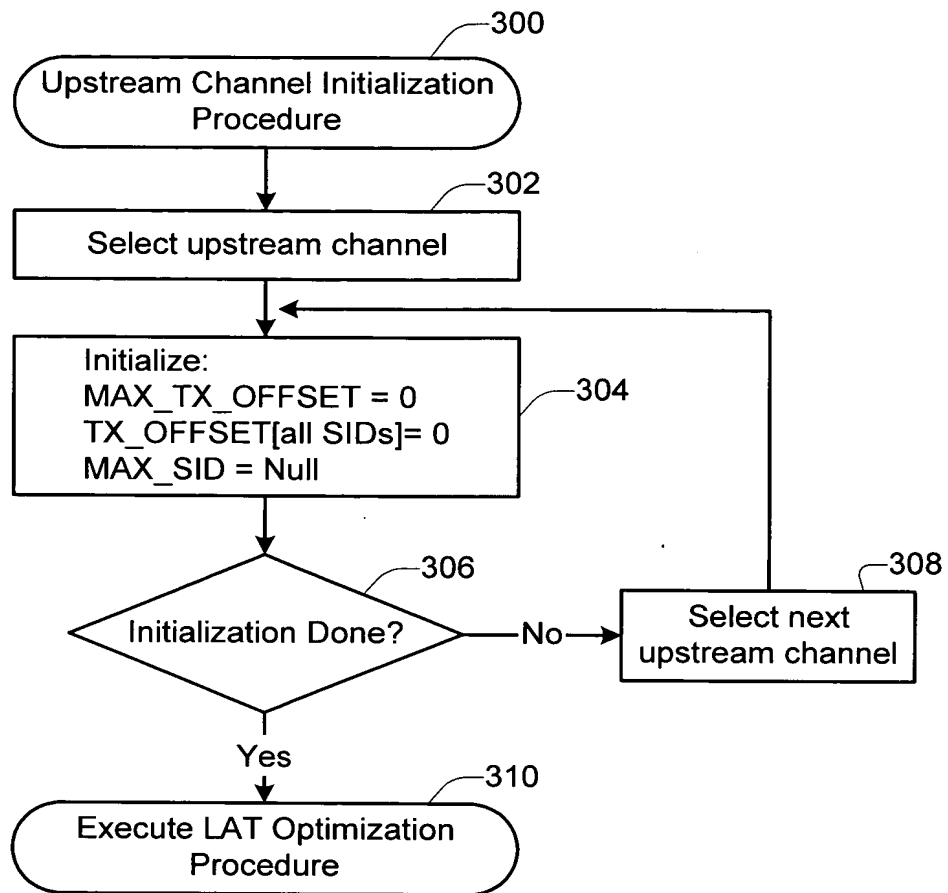 300
Upstream Channel Initialization
Procedure
302
Select upstream channel
Initialize:
MAX_TX_OFFSET = 0
TX_OFFSET[all SIDs]= 0
MAX_SID = Null
304
306
Initialization Done?
No
308
Select next
upstream channel
Yes
310
Execute LAT Optimization
Procedure